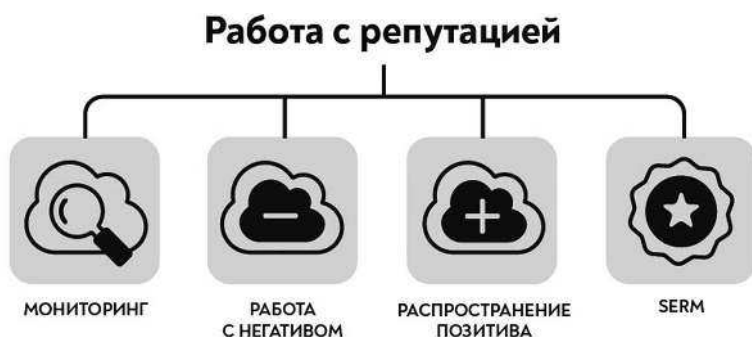 Работа с репутацией
МОНИТОРИНГ
РАБОТА
С НЕГАТИВОМ
РАСПРОСТРАНЕНИЕ
ПОЗИТИВА
SERM